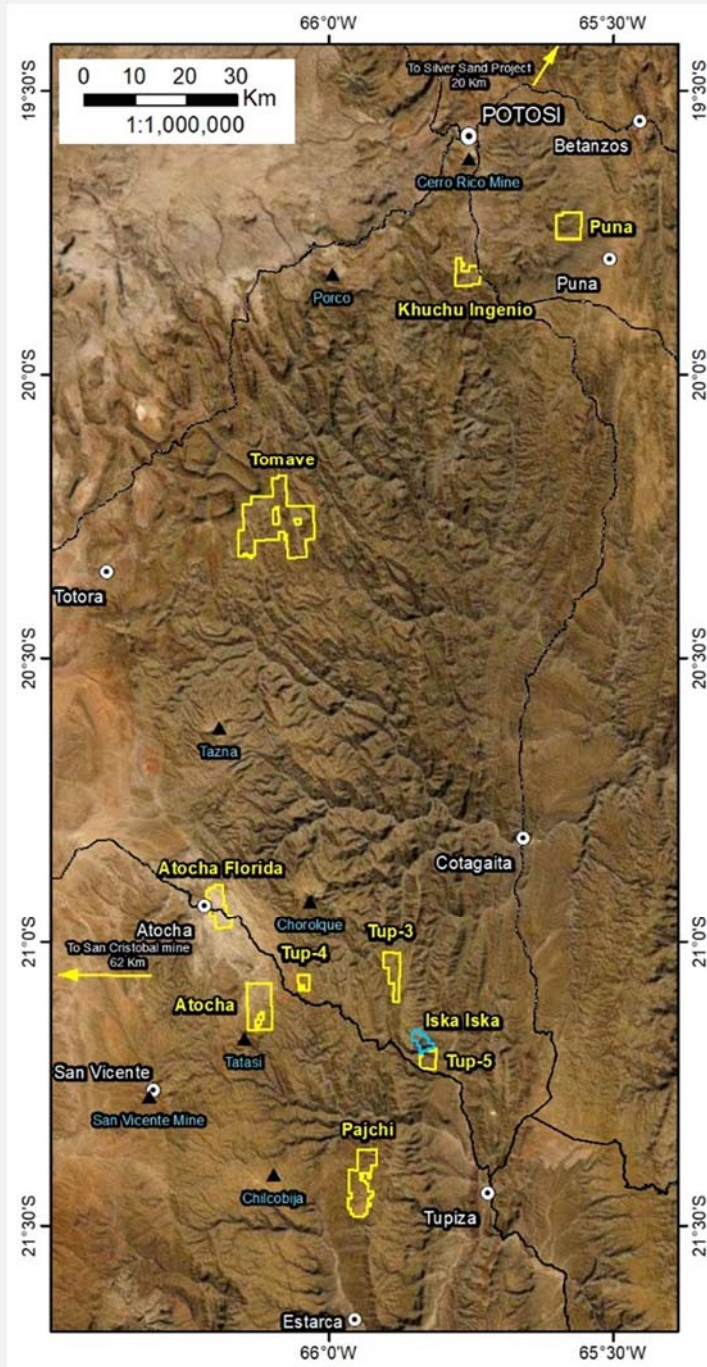 66°0'W
65°30'W
0 10 20 30
Km
1:1,000,000
To Silver Sand Project
20 Km
19°30'S
19°30'S
POTOSI
Betanzos
Cerro Rico Mine
Puna
Puna
Porco
Khuchu Ingenio
20°0'S
20°0'S
Tomave
Totora
20°30'S
20°30'S
Tazna
Cotagaita
Atocha Florida
Atocha
Chorolque
21°0'S
21°0'S
To San Cristobal mine
62 Km
Tup-3
Tup-4
Atocha
Iska Iska
Tatasi
Tup-5
San Vicente
San Vicente Mine
Pajchi
Chilcobija
Tupiza
21°30'S
21°30'S
Estarca
66°0'W
65°30'W